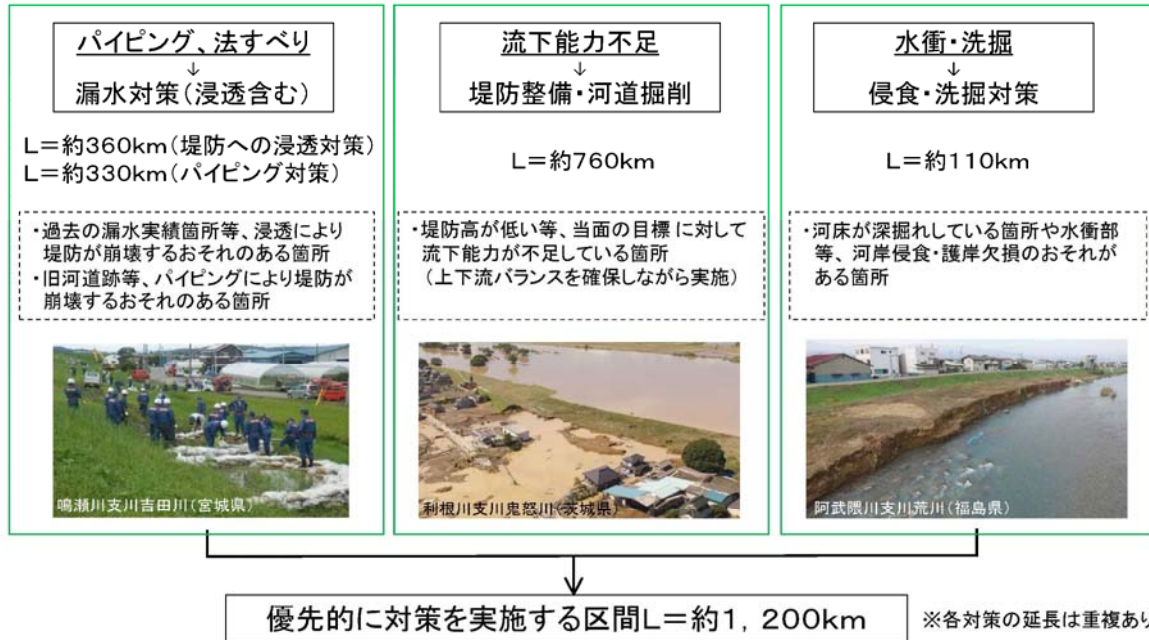 パイピング、法すべり
↓
漏水対策(浸透含む)
L=約360km(堤防への浸透対策)
L=約330km(パイピング対策)
・過去の漏水実績箇所等、浸透により
堤防が崩壊するおそれのある箇所
・旧河道跡等、パイピングにより堤防が
崩壊するおそれのある箇所
鳴瀬川支川吉田川(宮城県)
流下能力不足
↓
堤防整備・河道掘削
L=約760km
・堤防高が低い等、当面の目標に対して
流下能力が不足している箇所
(上下流バランスを確保しながら実施)
利根川支川鬼怒川(茨城県)
水衝・洗掘
↓
侵食・洗掘対策
L=約110km
・河床が深掘れしている箇所や水衝部
等、河岸侵食・護岸欠損のおそれが
ある箇所
阿武隈川支川荒川(福島県)
優先的に対策を実施する区間L=約1,200km
※各対策の延長は重複あり